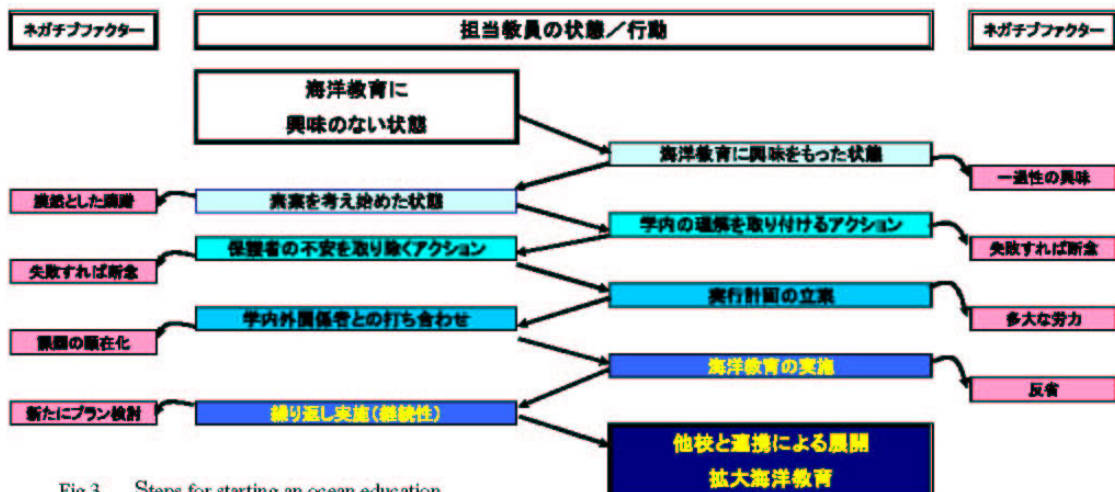 ネガチブファクター
担当教員の状態／行動
ネガチブファクター
海洋教育に
興味のない状態
海洋教育に興味をもった状態
一過性の興味
素案を考え始めた状態
漠然とした
学内の理解を取り付けるアクション
失敗すれば断念
保護者の不安を取り除くアクション
失敗すれば断念
実行計画の立案
多大な労力
学内外関係者との打ち合わせ
課題の顕在化
海洋教育の実施
反省
繰り返し実施(継続性)
新たにプラン検討
他校と連携による展開
拡大海洋教育
Fig.3 Steps for starting an ocean education